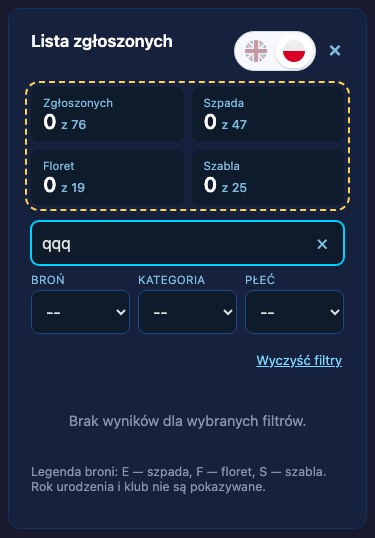 Lista zgłoszonych
×
Zgłoszonych
0 z 76
Szpada
0 z 47
Floret
0 z 19
Szabla
0 z 25
qqq ×
BROŃ KATEGORIA PŁEĆ
-- -- --
Wyczyść filtry
Brak wyników dla wybranych filtrów.
Legenda broni: E — szpada, F — floret, S — szabla.
Rok urodzenia i klub nie są pokazywane.